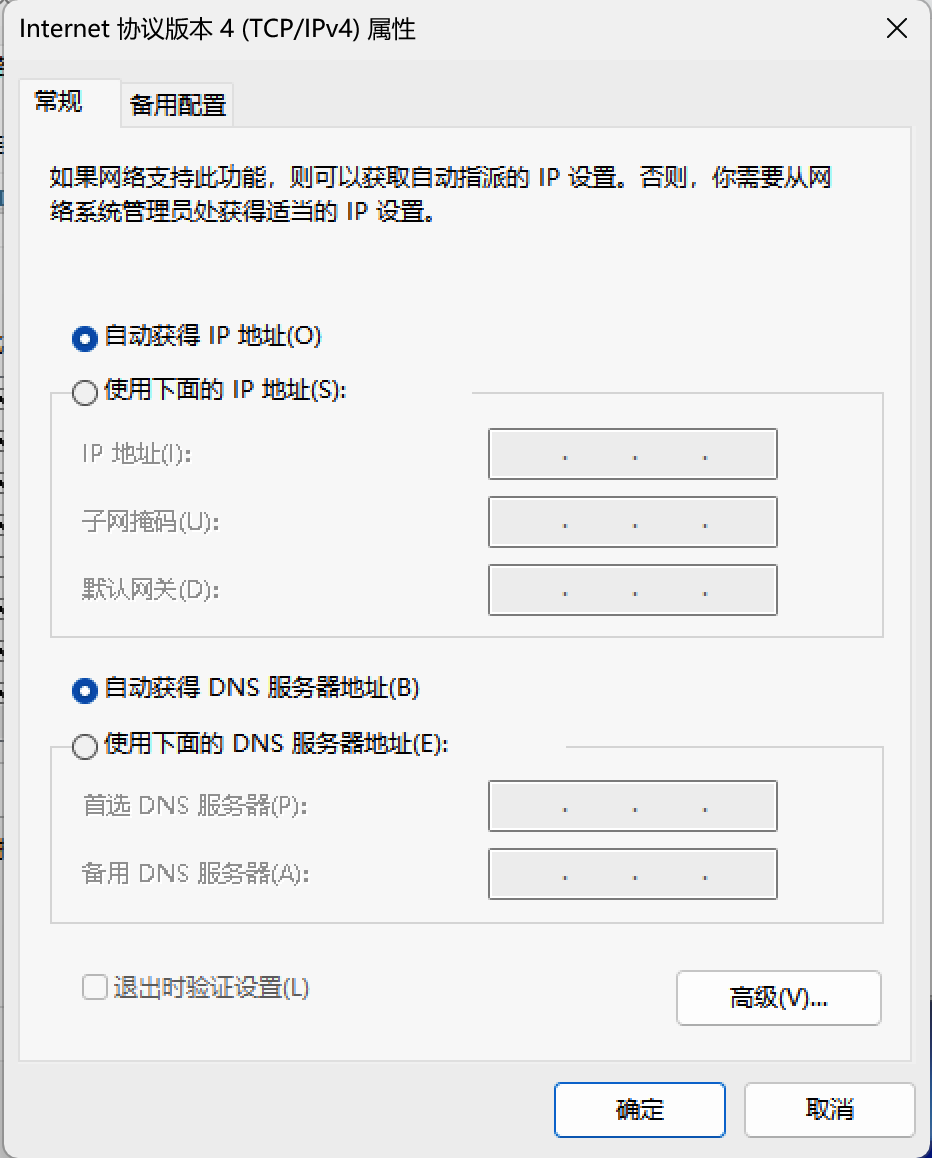 Internet 协议版本 4 (TCP/IPv4) 属性
常规
备用配置
如果网络支持此功能，则可以获取自动指派的 IP 设置。否则，你需要从网
络系统管理员处获得适当的 IP 设置。
自动获得 IP 地址(O)
使用下面的 IP 地址(S):
IP 地址(I):
子网掩码(U):
默认网关(D):
自动获得 DNS 服务器地址(B)
使用下面的 DNS 服务器地址(E):
首选 DNS 服务器(P):
备用 DNS 服务器(A):
退出时验证设置(L)
高级(V)...
确定
取消